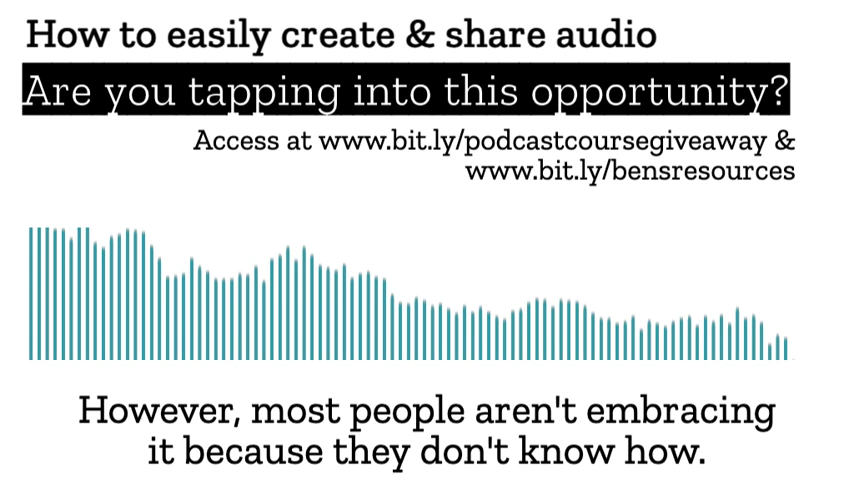 How to easily create & share audio
Are you tapping into this opportunity?
Access at www.bit.ly/podcastcoursegiveaway &
www.bit.ly/bensresources
However, most people aren't embracing
it because they don't know how.